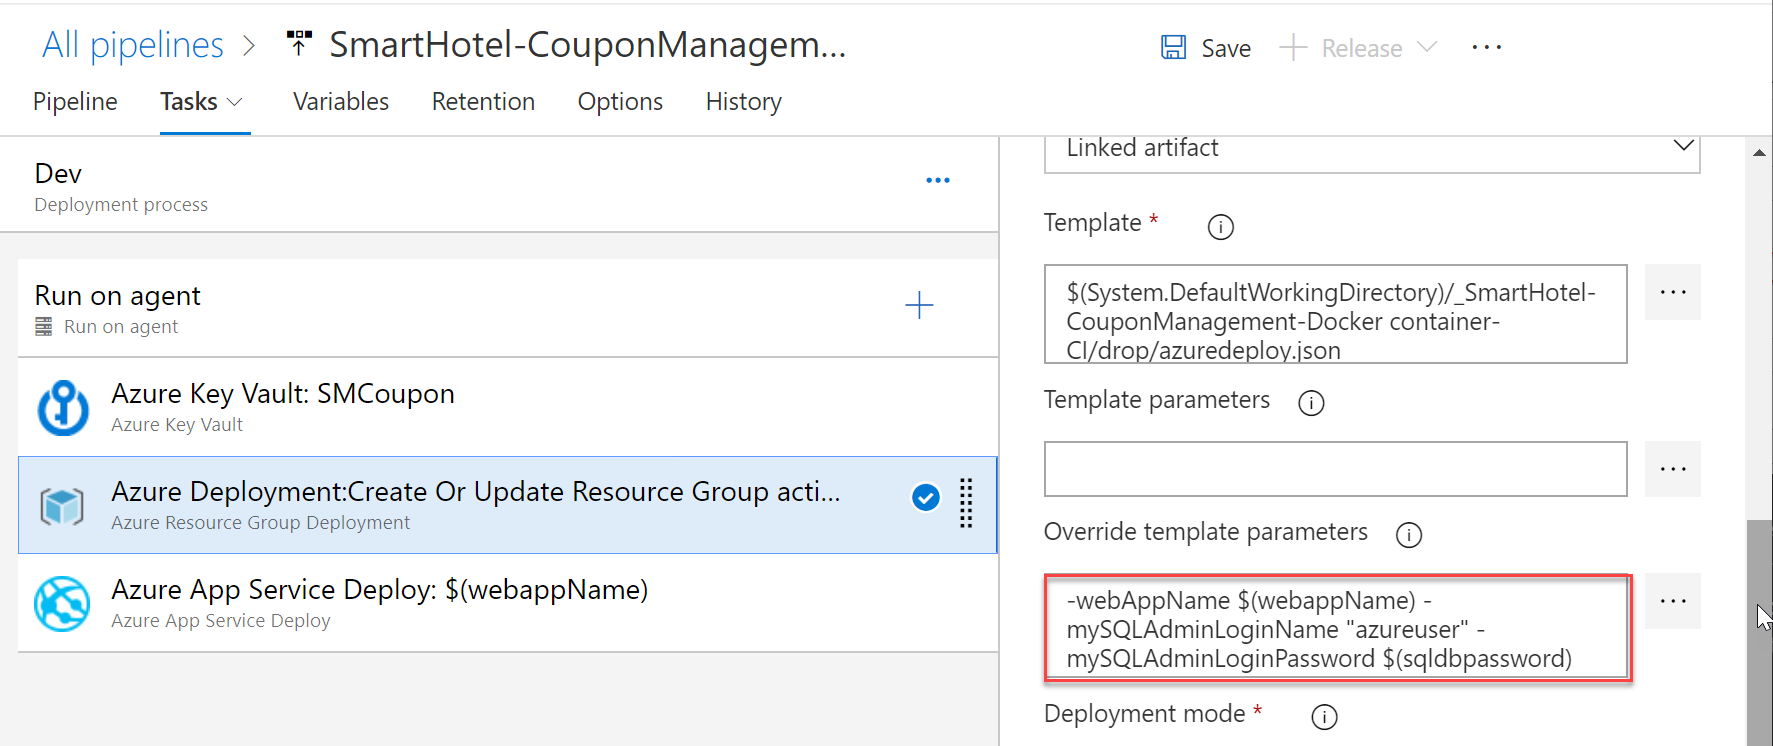 All pipelines > SmartHotel-CouponManagem...
Save + Release ...
Pipeline Tasks Variables Retention Options History
Dev
Deployment process
...
Run on agent
Run on agent
Azure Key Vault: SMCoupon
Azure Key Vault
Azure Deployment:Create Or Update Resource Group acti...
Azure Resource Group Deployment
Azure App Service Deploy: $(webappName)
Azure App Service Deploy
Linked artifact
Template *
$(System.DefaultWorkingDirectory)/_SmartHotel-
CouponManagement-Docker container-
CI/drop/azuredeploy.json
...
Template parameters
...
Override template parameters
-webAppName $(webappName) -
mySQLAdminLoginName "azureuser" -
mySQLAdminLoginPassword $(sqldbpassword)
...
Deployment mode *